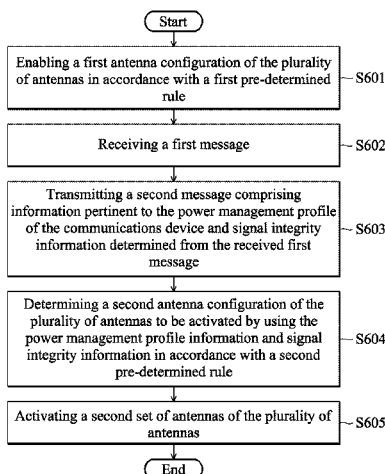 Start
Enabling a first antenna configuration of the plurality
of antennas in accordance with a first pre-determined
rule
S601
Receiving a first message
S602
Transmitting a second message comprising
information pertinent to the power management profile
of the communications device and signal integrity
information determined from the received first
message
S603
Determining a second antenna configuration of the
plurality of antennas to be activated by using the
power management profile information and signal
integrity information in accordance with a second
pre-determined rule
S604
Activating a second set of antennas of the plurality of
antennas
S605
End